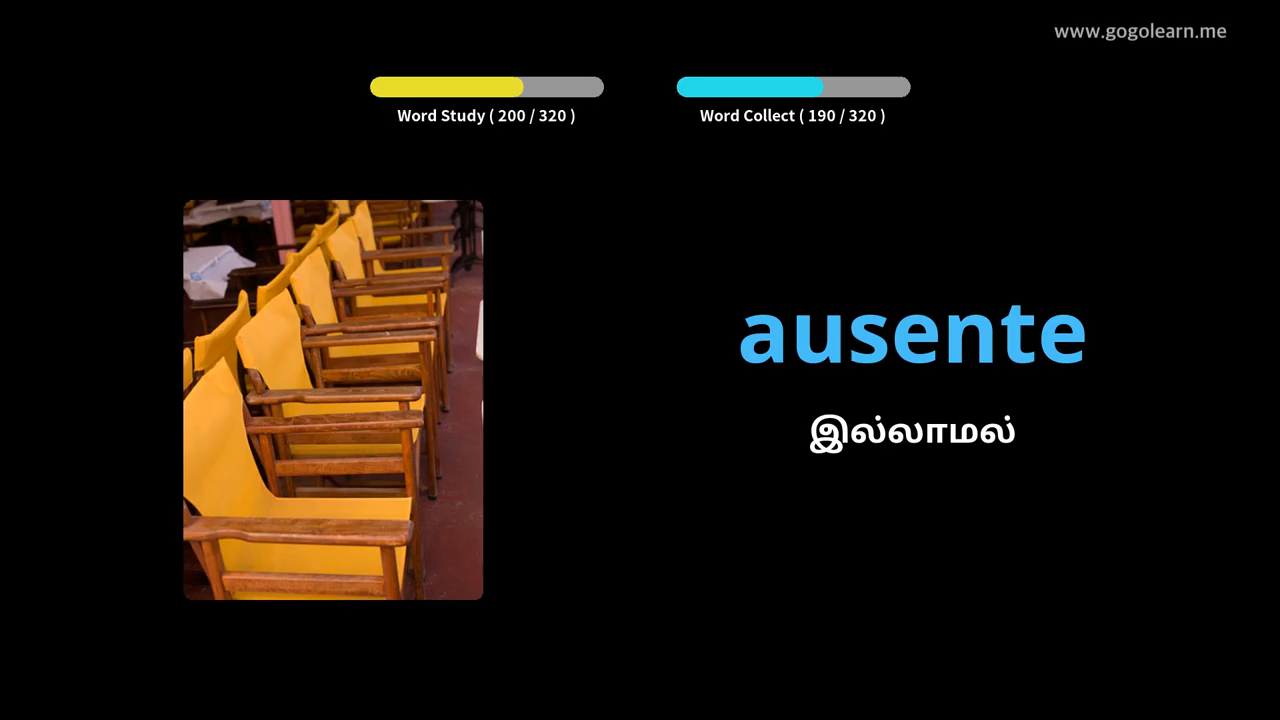 www.gogolearn.me
Word Study ( 200 / 320 )
Word Collect ( 190 / 320 )
ausente
இல்லாமல்